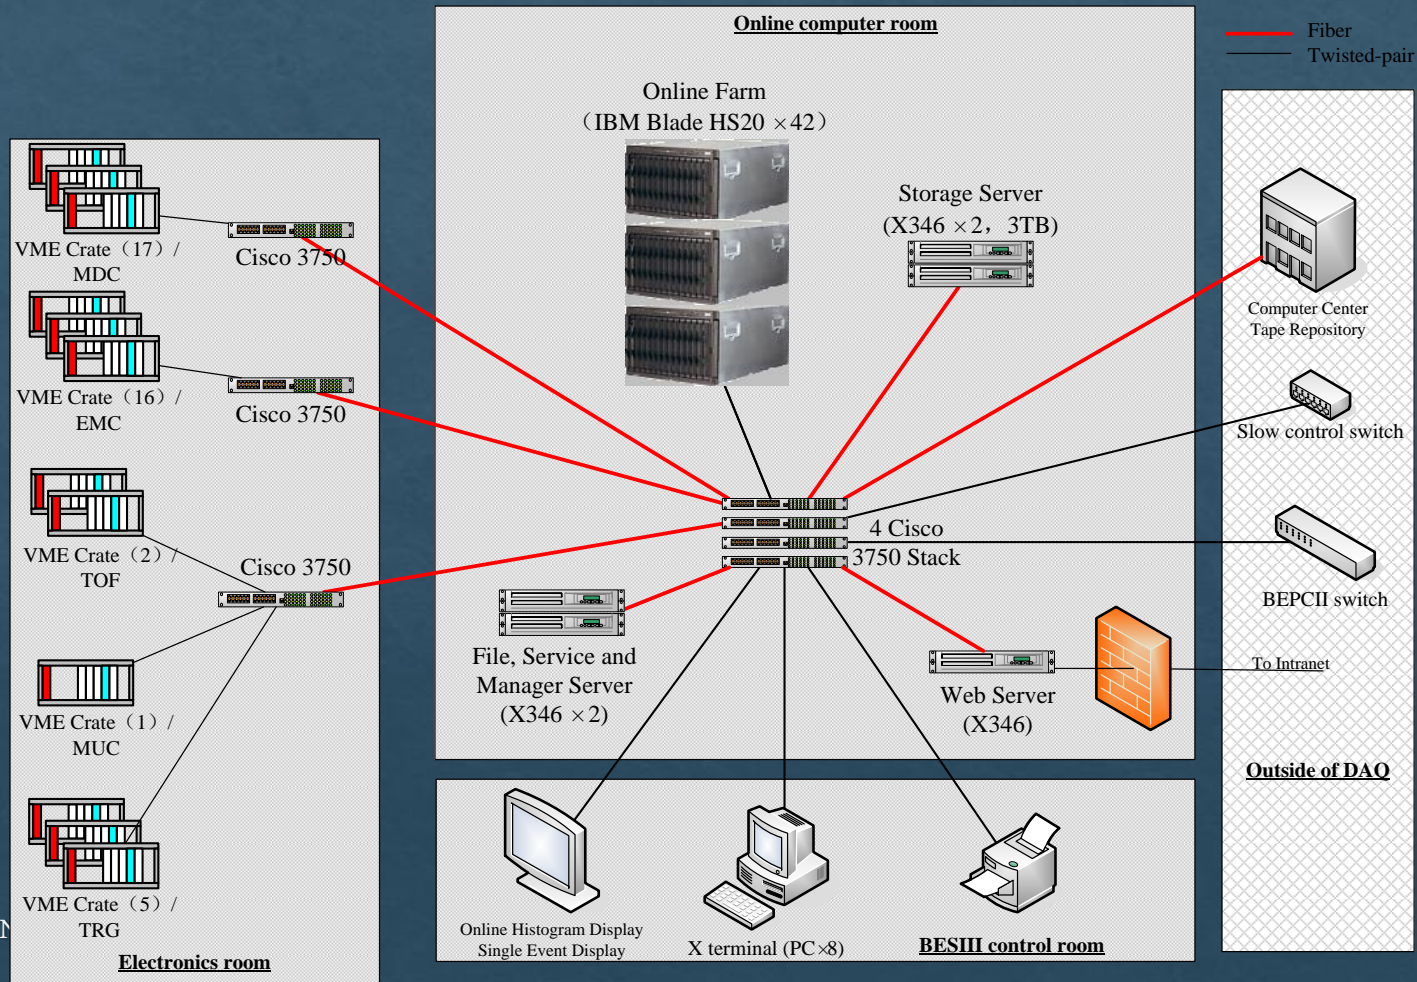 Online computer room
Fiber
Twisted-pair
Online Farm
（IBM Blade HS20 ×42）
Storage Server
(X346 ×2，3TB)
VME Crate（17）/
MDC
Cisco 3750
Computer Center
Tape Repository
VME Crate（16）/
EMC
Cisco 3750
Slow control switch
4 Cisco
3750 Stack
VME Crate（2）/
TOF
Cisco 3750
BEPCII switch
File, Service and
Manager Server
(X346 ×2)
Web Server
(X346)
To Intranet
VME Crate（1）/
MUC
Outside of DAQ
VME Crate（5）/
TRG
Online Histogram Display
Single Event Display
X terminal (PC×8)
BESIII control room
Electronics room